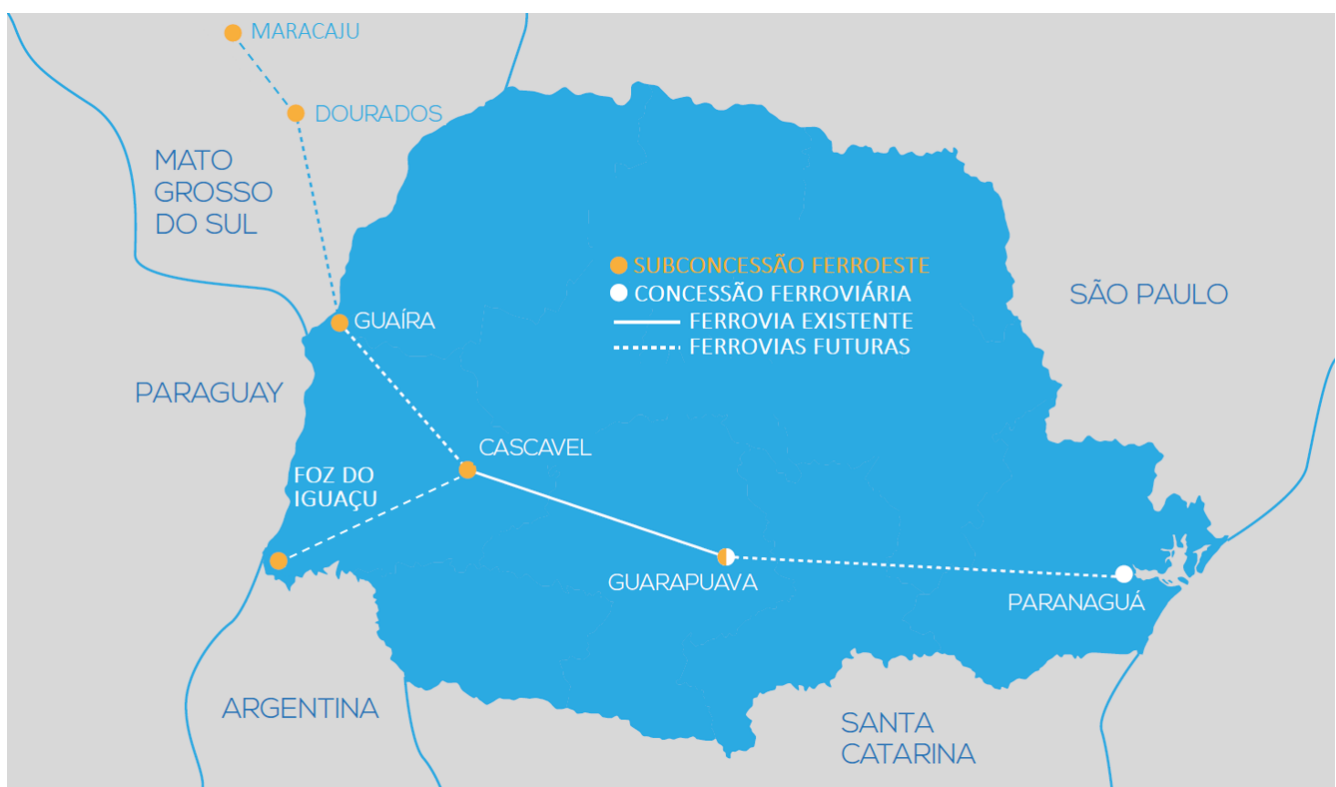 MARACAJU
DOURADOS
MATO
GROSSO
DO SUL
SUBCONCESSÃO FERROESTE
CONCESSÃO FERROVIÁRIA
FERROVIA EXISTENTE
FERROVIAS FUTURAS
SÃO PAULO
GUAÍRA
PARAGUAY
CASCAVEL
FOZ DO
IGUAÇU
GUARAPUAVA
PARANAGUÁ
ARGENTINA
SANTA
CATARINA